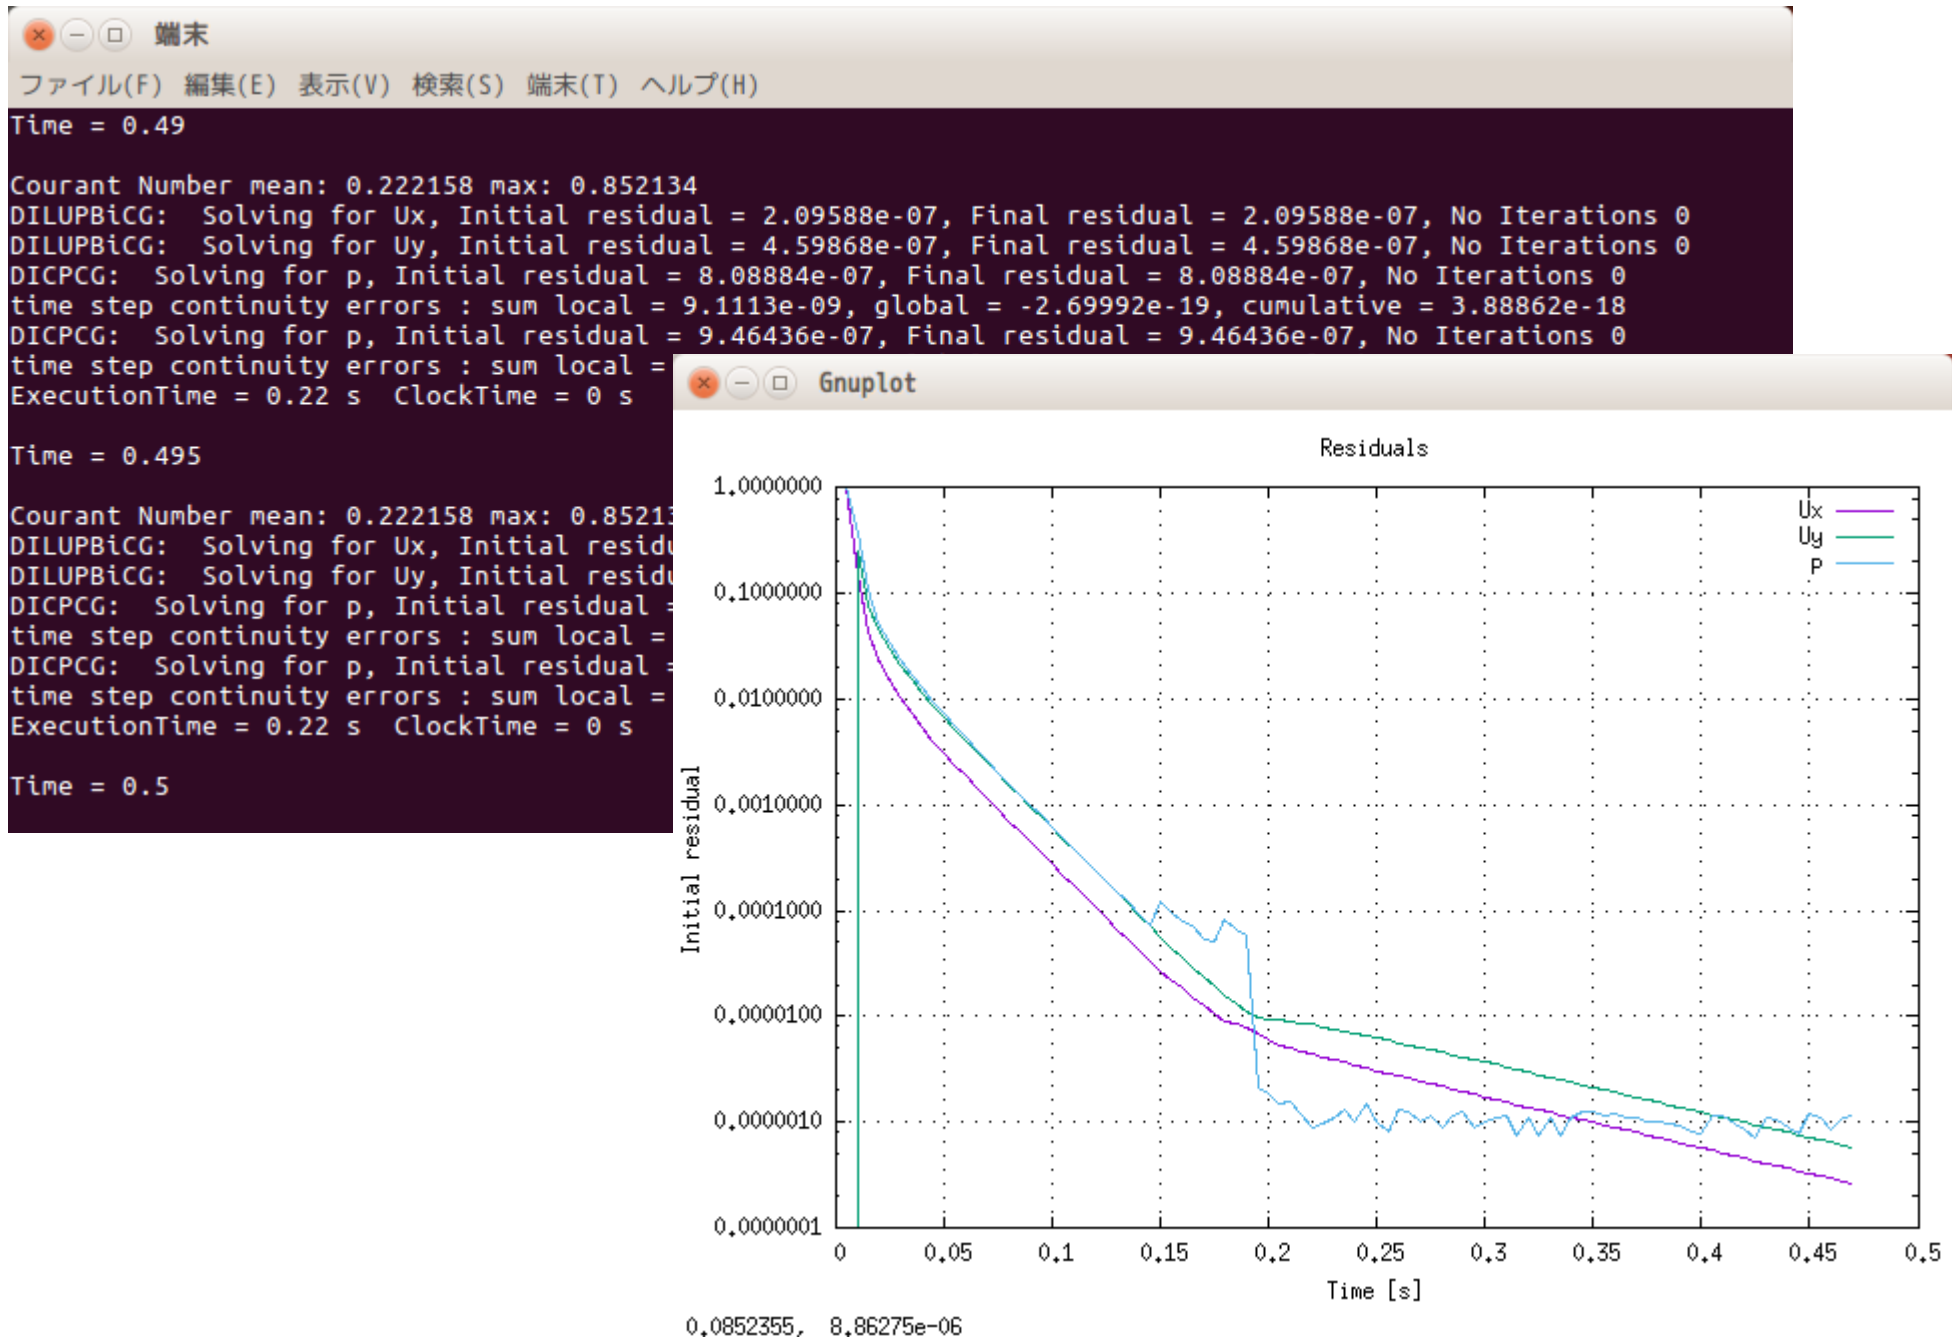 端末
ファイル(F) 編集(E) 表示(V) 検索(S) 端末(T) ヘルプ(H)
Time = 0.49
Courant Number mean: 0.222158 max: 0.852134
DILUPBiCG:  Solving for Ux, Initial residual = 2.09588e-07, Final residual = 2.09588e-07, No Iterations 0
DILUPBiCG:  Solving for Uy, Initial residual = 4.59868e-07, Final residual = 4.59868e-07, No Iterations 0
DICPCG:  Solving for p, Initial residual = 8.08884e-07, Final residual = 8.08884e-07, No Iterations 0
time step continuity errors : sum local = 9.1113e-09, global = -2.69992e-19, cumulative = 3.88862e-18
DICPCG:  Solving for p, Initial residual = 9.46436e-07, Final residual = 9.46436e-07, No Iterations 0
time step continuity errors : sum local =
ExecutionTime = 0.22 s  ClockTime = 0 s
Time = 0.495
Courant Number mean: 0.222158 max: 0.8521
DILUPBiCG:  Solving for Ux, Initial
DILUPBiCG:  Solving for Uy, Initial
DICPCG:  Solving for p, Initial residual
time step continuity errors : sum local =
DICPCG:  Solving for p, Initial residual
time step continuity errors : sum local =
ExecutionTime = 0.22 s  ClockTime = 0 s
Time = 0.5
Gnuplot
Residuals
Ux
Uy
p
1.0000000
0.1000000
0.0100000
0.0010000
0.0001000
0.0000100
0.0000010
0.0000001
Initial residual
0 0.05 0.1 0.15 0.2 0.25 0.3 0.35 0.4 0.45 0.5
Time [s]
0.0852355,  8.86275e-06